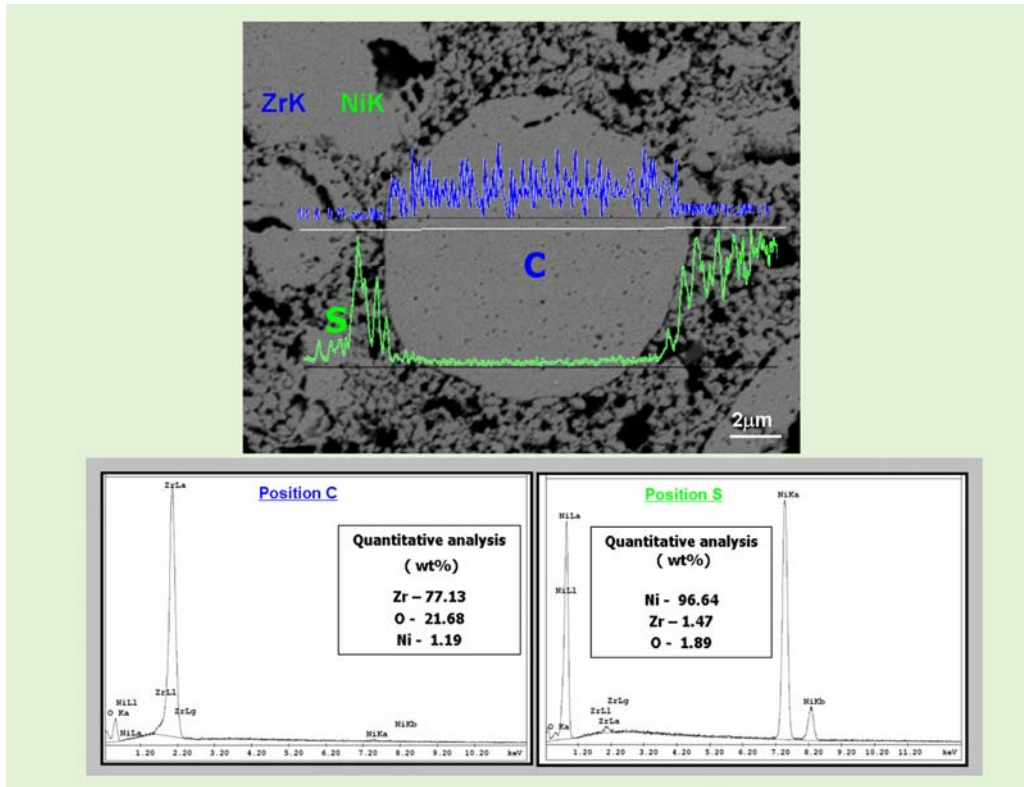 ZrK NiK
C
S
2μm
Position C
ZrLa
Quantitative analysis
( wt%)
Zr – 77.13
O - 21.68
Ni - 1.19
ZrLl
ZrLg
NiLl
O Ka
NiLa
NiKb
NiKa
1.20 2.20 3.20 4.20 5.20 6.20 7.20 8.20 9.20 10.20 keV
Position S
NiKa
NiLa
Quantitative analysis
( wt%)
Ni - 96.64
Zr – 1.47
O - 1.89
NiLl
NiKb
ZrLg
ZrLl
ZrLa
O Ka
1.20 2.20 3.20 4.20 5.20 6.20 7.20 8.20 9.20 10.20 11.20 keV